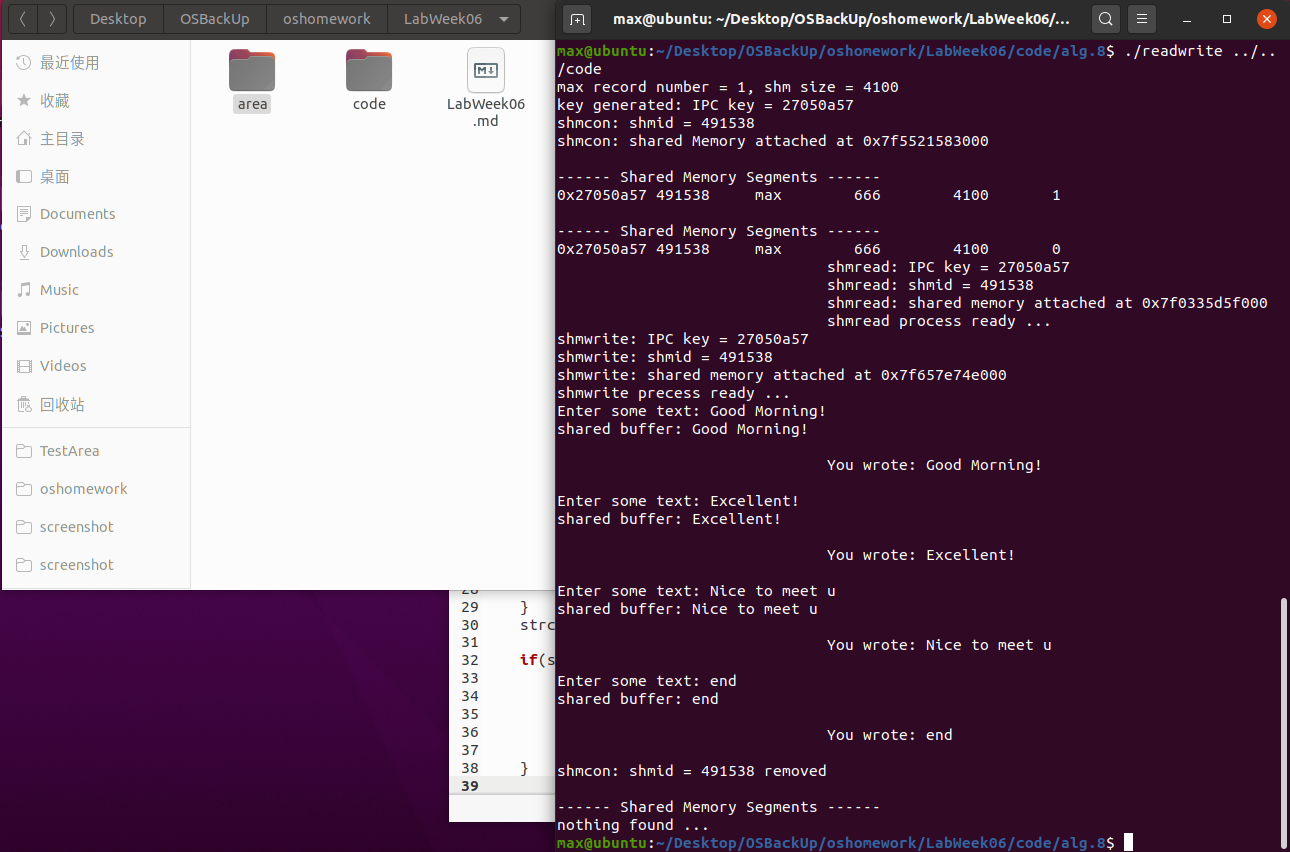 Desktop
OSBackUp
oshomework
LabWeek06
最近使用
收藏
主目录
桌面
Documents
Downloads
Music
Pictures
Videos
回收站
TestArea
oshomework
screenshot
screenshot
area
code
LabWeek06
.md
29 }
30 strc
31
32 if(s
33
34
35
36
37
38 }
39
max@ubuntu: ~/Desktop/OSBackUp/oshomework/LabWeek06/...
max@ubuntu:~/Desktop/OSBackUp/oshomework/LabWeek06/code/alg.8$ ./readwrite ../..
/code
max record number = 1, shm size = 4100
key generated: IPC key = 27050a57
shmcon: shmid = 491538
shmcon: shared Memory attached at 0x7f5521583000
------ Shared Memory Segments ------
0x27050a57 491538 max 666 4100 1
------ Shared Memory Segments ------
0x27050a57 491538 max 666 4100 0
shmread: IPC key = 27050a57
shmread: shmid = 491538
shmread: shared memory attached at 0x7f0335d5f000
shmread process ready ...
shmwrite: IPC key = 27050a57
shmwrite: shmid = 491538
shmwrite: shared memory attached at 0x7f657e74e000
shmwrite precess ready ...
Enter some text: Good Morning!
shared buffer: Good Morning!
You wrote: Good Morning!
Enter some text: Excellent!
shared buffer: Excellent!
You wrote: Excellent!
Enter some text: Nice to meet u
shared buffer: Nice to meet u
You wrote: Nice to meet u
Enter some text: end
shared buffer: end
You wrote: end
shmcon: shmid = 491538 removed
------ Shared Memory Segments ------
nothing found ...
max@ubuntu:~/Desktop/OSBackUp/oshomework/LabWeek06/code/alg.8$